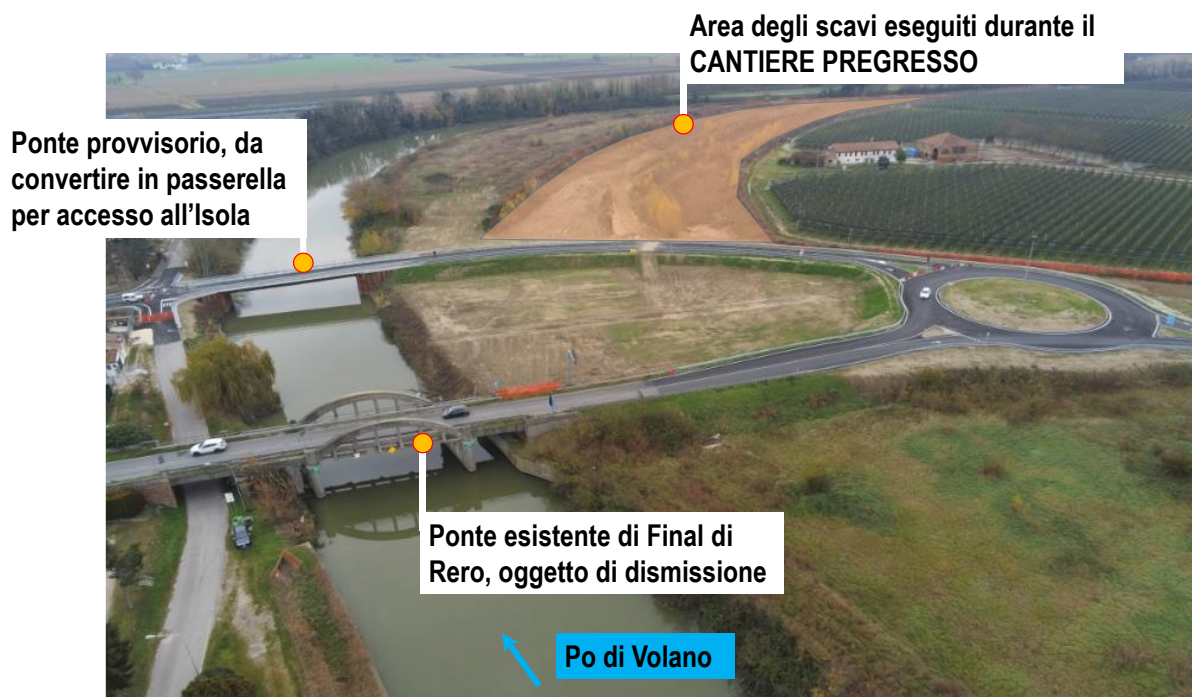 Area degli scavi eseguiti durante il
CANTIERE PREGRESSO
Ponte provvisorio, da
convertire in passerella
per accesso all'Isola
Ponte esistente di Final di
Rero, oggetto di dismissione
Po di Volano